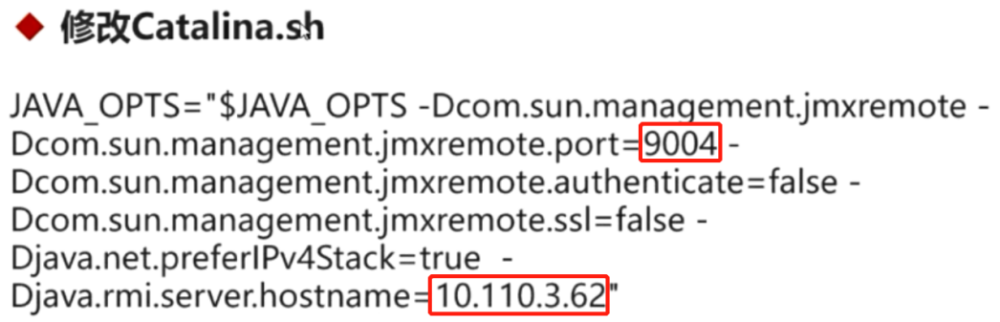 修改Catalina.sh
JAVA_OPTS="$JAVA_OPTS -Dcom.sun.management.jmxremote -
Dcom.sun.management.jmxremote.port=9004 -
Dcom.sun.management.jmxremote.authenticate=false -
Dcom.sun.management.jmxremote.ssl=false -
Djava.net.preferIPv4Stack=true  -
Djava.rmi.server.hostname=10.110.3.62"